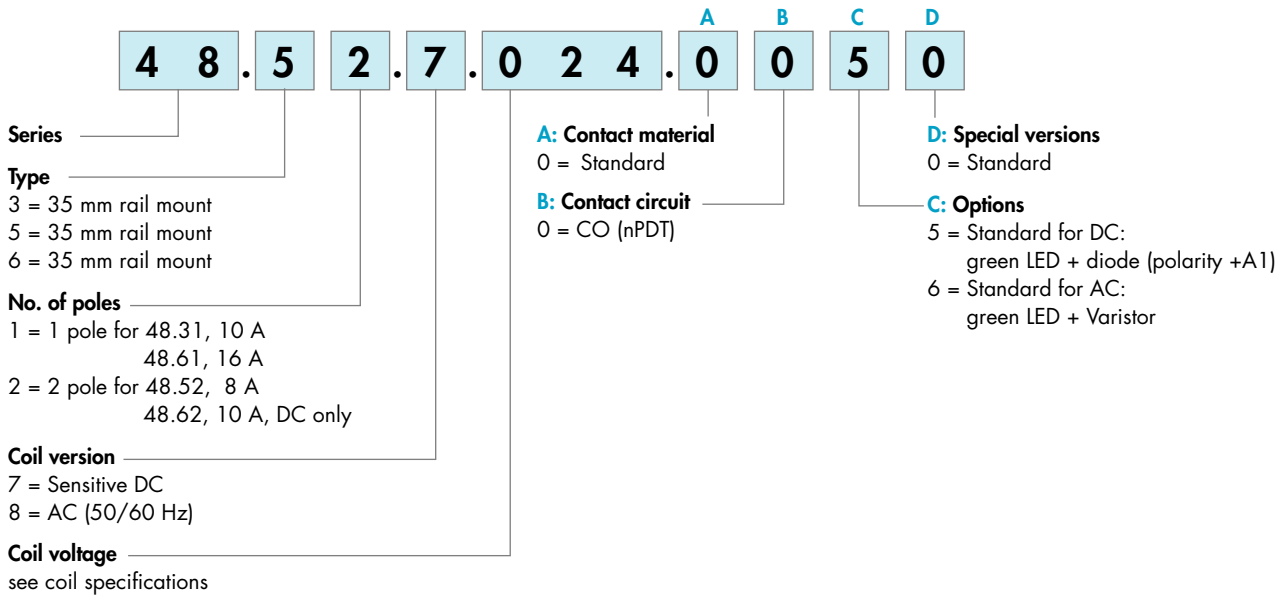 A B C D
4 8 . 5 2 . 7 . 0 2 4 . 0 0 5 0
Series
Type
3 = 35 mm rail mount
5 = 35 mm rail mount
6 = 35 mm rail mount
No. of poles
1 = 1 pole for 48.31, 10 A
48.61, 16 A
2 = 2 pole for 48.52, 8 A
48.62, 10 A, DC only
Coil version
7 = Sensitive DC
8 = AC (50/60 Hz)
Coil voltage
see coil specifications
A: Contact material
0 = Standard
B: Contact circuit
0 = CO (nPDT)
D: Special versions
0 = Standard
C: Options
5 = Standard for DC:
green LED + diode (polarity +A1)
6 = Standard for AC:
green LED + Varistor